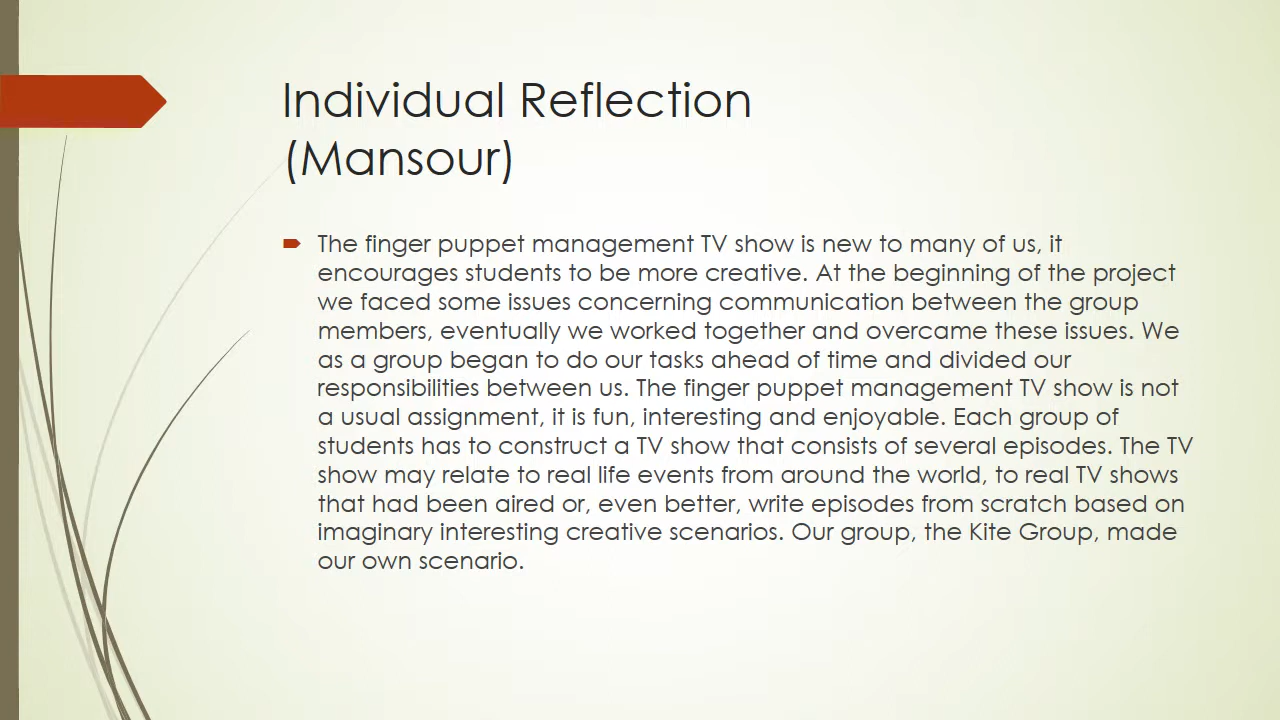 Individual Reflection
(Mansour)
The finger puppet management TV show is new to many of us, it
encourages students to be more creative. At the beginning of the project
we faced some issues concerning communication between the group
members, eventually we worked together and overcame these issues. We
as a group began to do our tasks ahead of time and divided our
responsibilities between us. The finger puppet management TV show is not
a usual assignment, it is fun, interesting and enjoyable. Each group of
students has to construct a TV show that consists of several episodes. The TV
show may relate to real life events from around the world, to real TV shows
that had been aired or, even better, write episodes from scratch based on
imaginary interesting creative scenarios. Our group, the Kite Group, made
our own scenario.